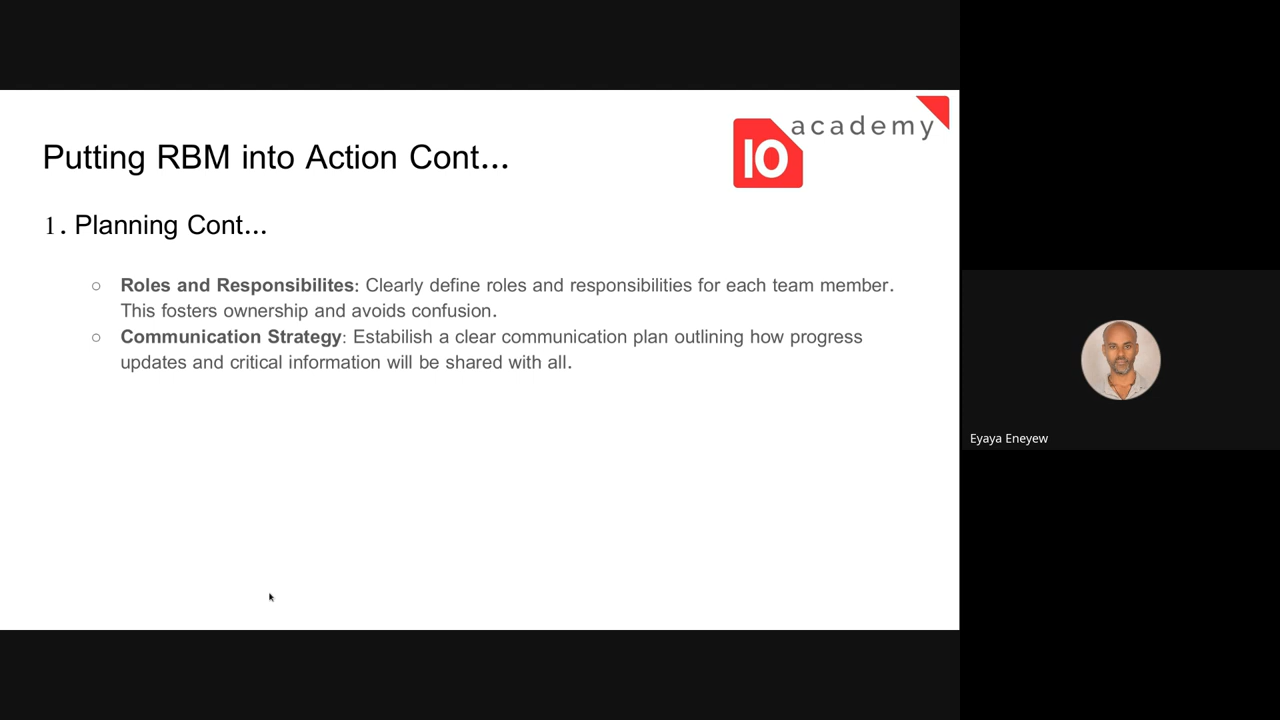 academy
10
Putting RBM into Action Cont...
1. Planning Cont...
○ Roles and Responsibilites: Clearly define roles and responsibilities for each team member.
This fosters ownership and avoids confusion.
○ Communication Strategy: Estabilish a clear communication plan outlining how progress
updates and critical information will be shared with all.
Eyaya Eneyew